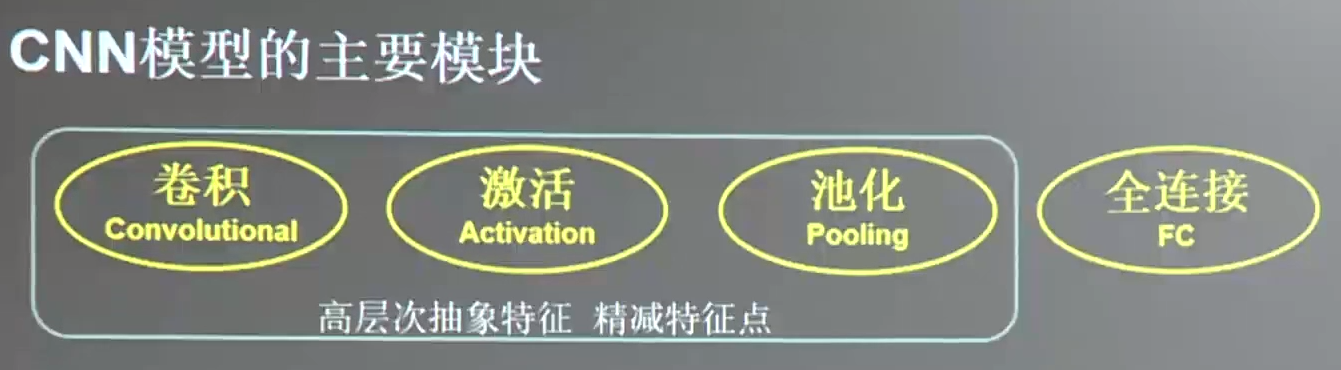 CNN模型的主要模块
卷积
Convolutional
激活
Activation
池化
Pooling
全连接
FC
高层次抽象特征 精减特征点